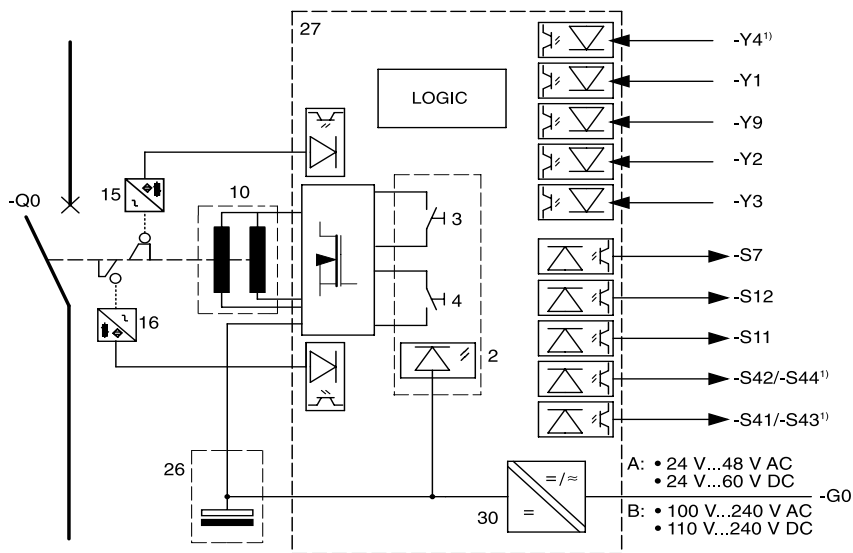 27
LOGIC
-Y4¹⁾
-Y1
-Y9
-Y2
-Y3
15
10
-Q0
3
-S7
4
-S12
16
-S11
2
-S42/-S44¹⁾
-S41/-S43¹⁾
26
30
=/≈
=
A: • 24 V...48 V AC
• 24 V...60 V DC
-G0
B: • 100 V...240 V AC
• 110 V...240 V DC